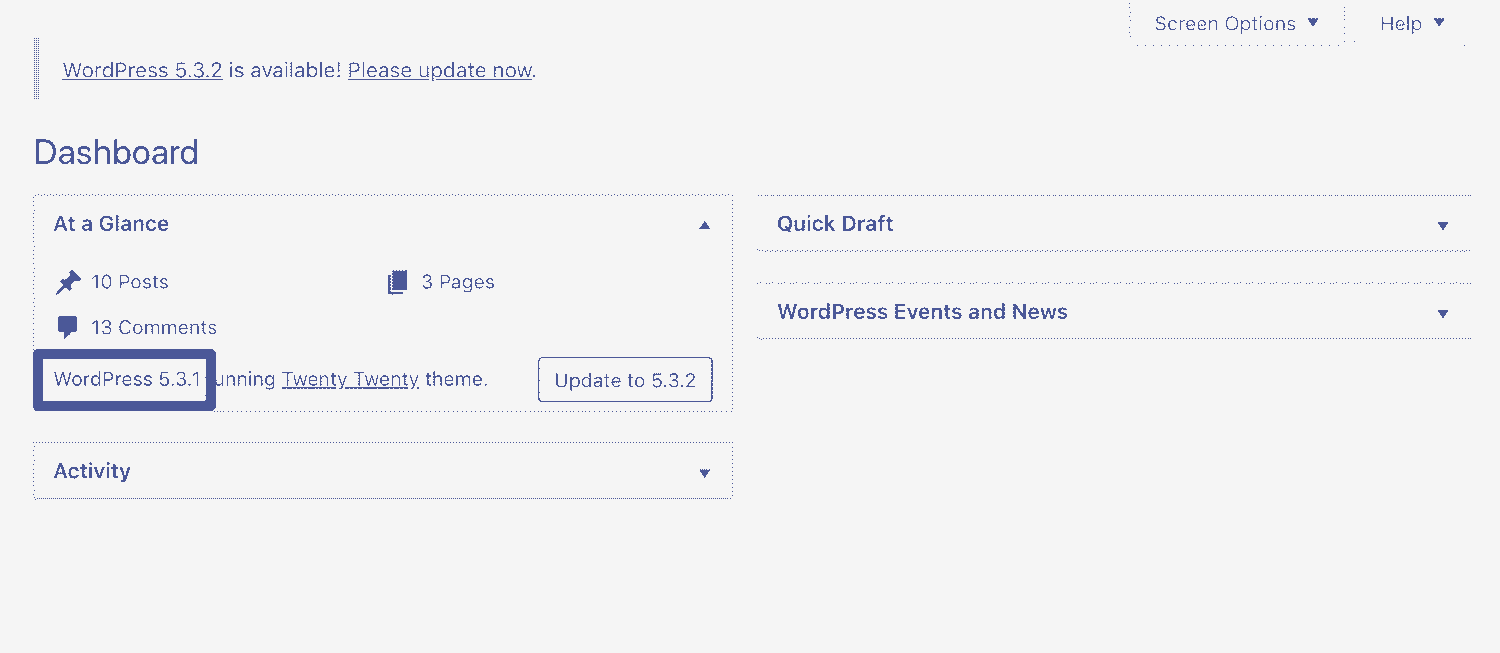 Screen Options Help
WordPress 5.3.2 is available! Please update now.
Dashboard
At a Glance
10 Posts 3 Pages
13 Comments
WordPress 5.3.1 unning Twenty Twenty theme. Update to 5.3.2
Activity
Quick Draft
WordPress Events and News